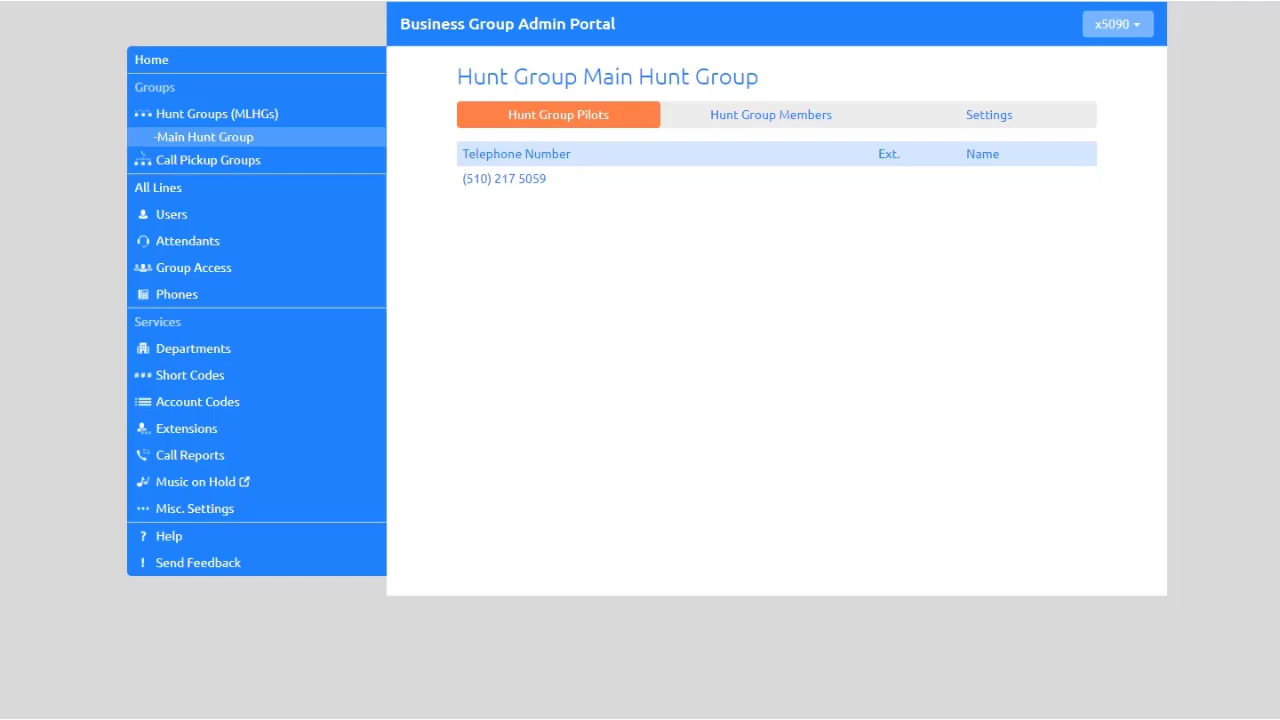 Business Group Admin Portal
x5090
Home
Groups
Hunt Groups (MLHGs)
-Main Hunt Group
Call Pickup Groups
All Lines
Users
Attendants
Group Access
Phones
Services
Departments
Short Codes
Account Codes
Extensions
Call Reports
Music on Hold
Misc. Settings
? Help
! Send Feedback
Hunt Group Main Hunt Group
Hunt Group Pilots Hunt Group Members Settings
Telephone Number Ext. Name
(510) 217 5059